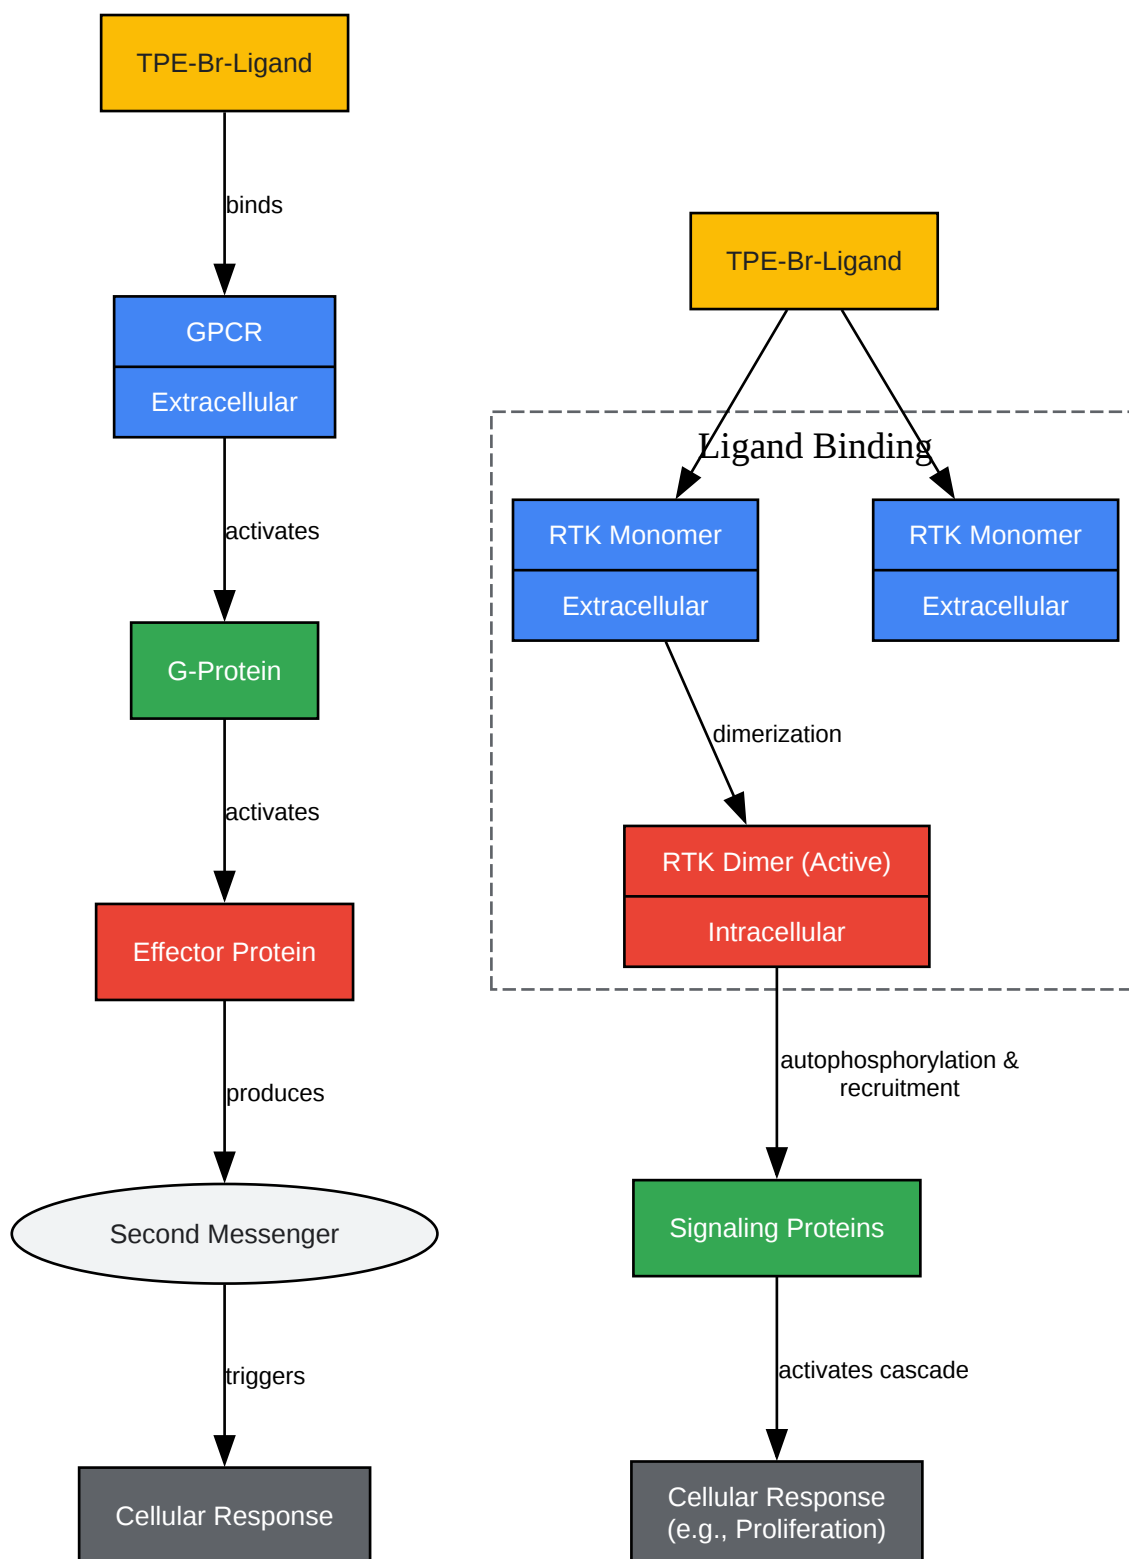 TPE-Br-Ligand
binds
GPCR
Extracellular
activates
G-Protein
activates
Effector Protein
produces
Second Messenger
triggers
Cellular Response
TPE-Br-Ligand
Ligand Binding
RTK Monomer
Extracellular
RTK Monomer
Extracellular
dimerization
RTK Dimer (Active)
Intracellular
autophosphorylation &
recruitment
Signaling Proteins
activates cascade
Cellular Response
(e.g., Proliferation)